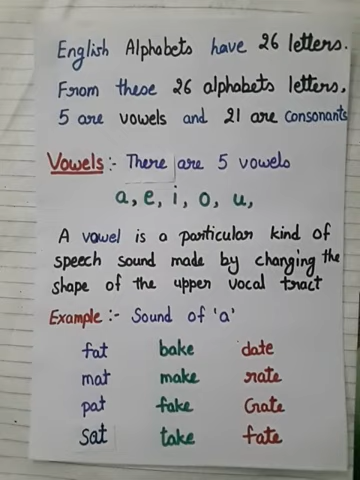 English Alphabets have 26 letters.
From these 26 alphabets letters,
5 are vowels and 21 are consonants
Vowels:- There are 5 vowels
a, e, i, o, u,
A vowel is a particular kind of
speech sound made by changing the
shape of the upper vocal tract
Example:- Sound of 'a'
fat bake date
mat make rate
pat fake Crate
sat take fate